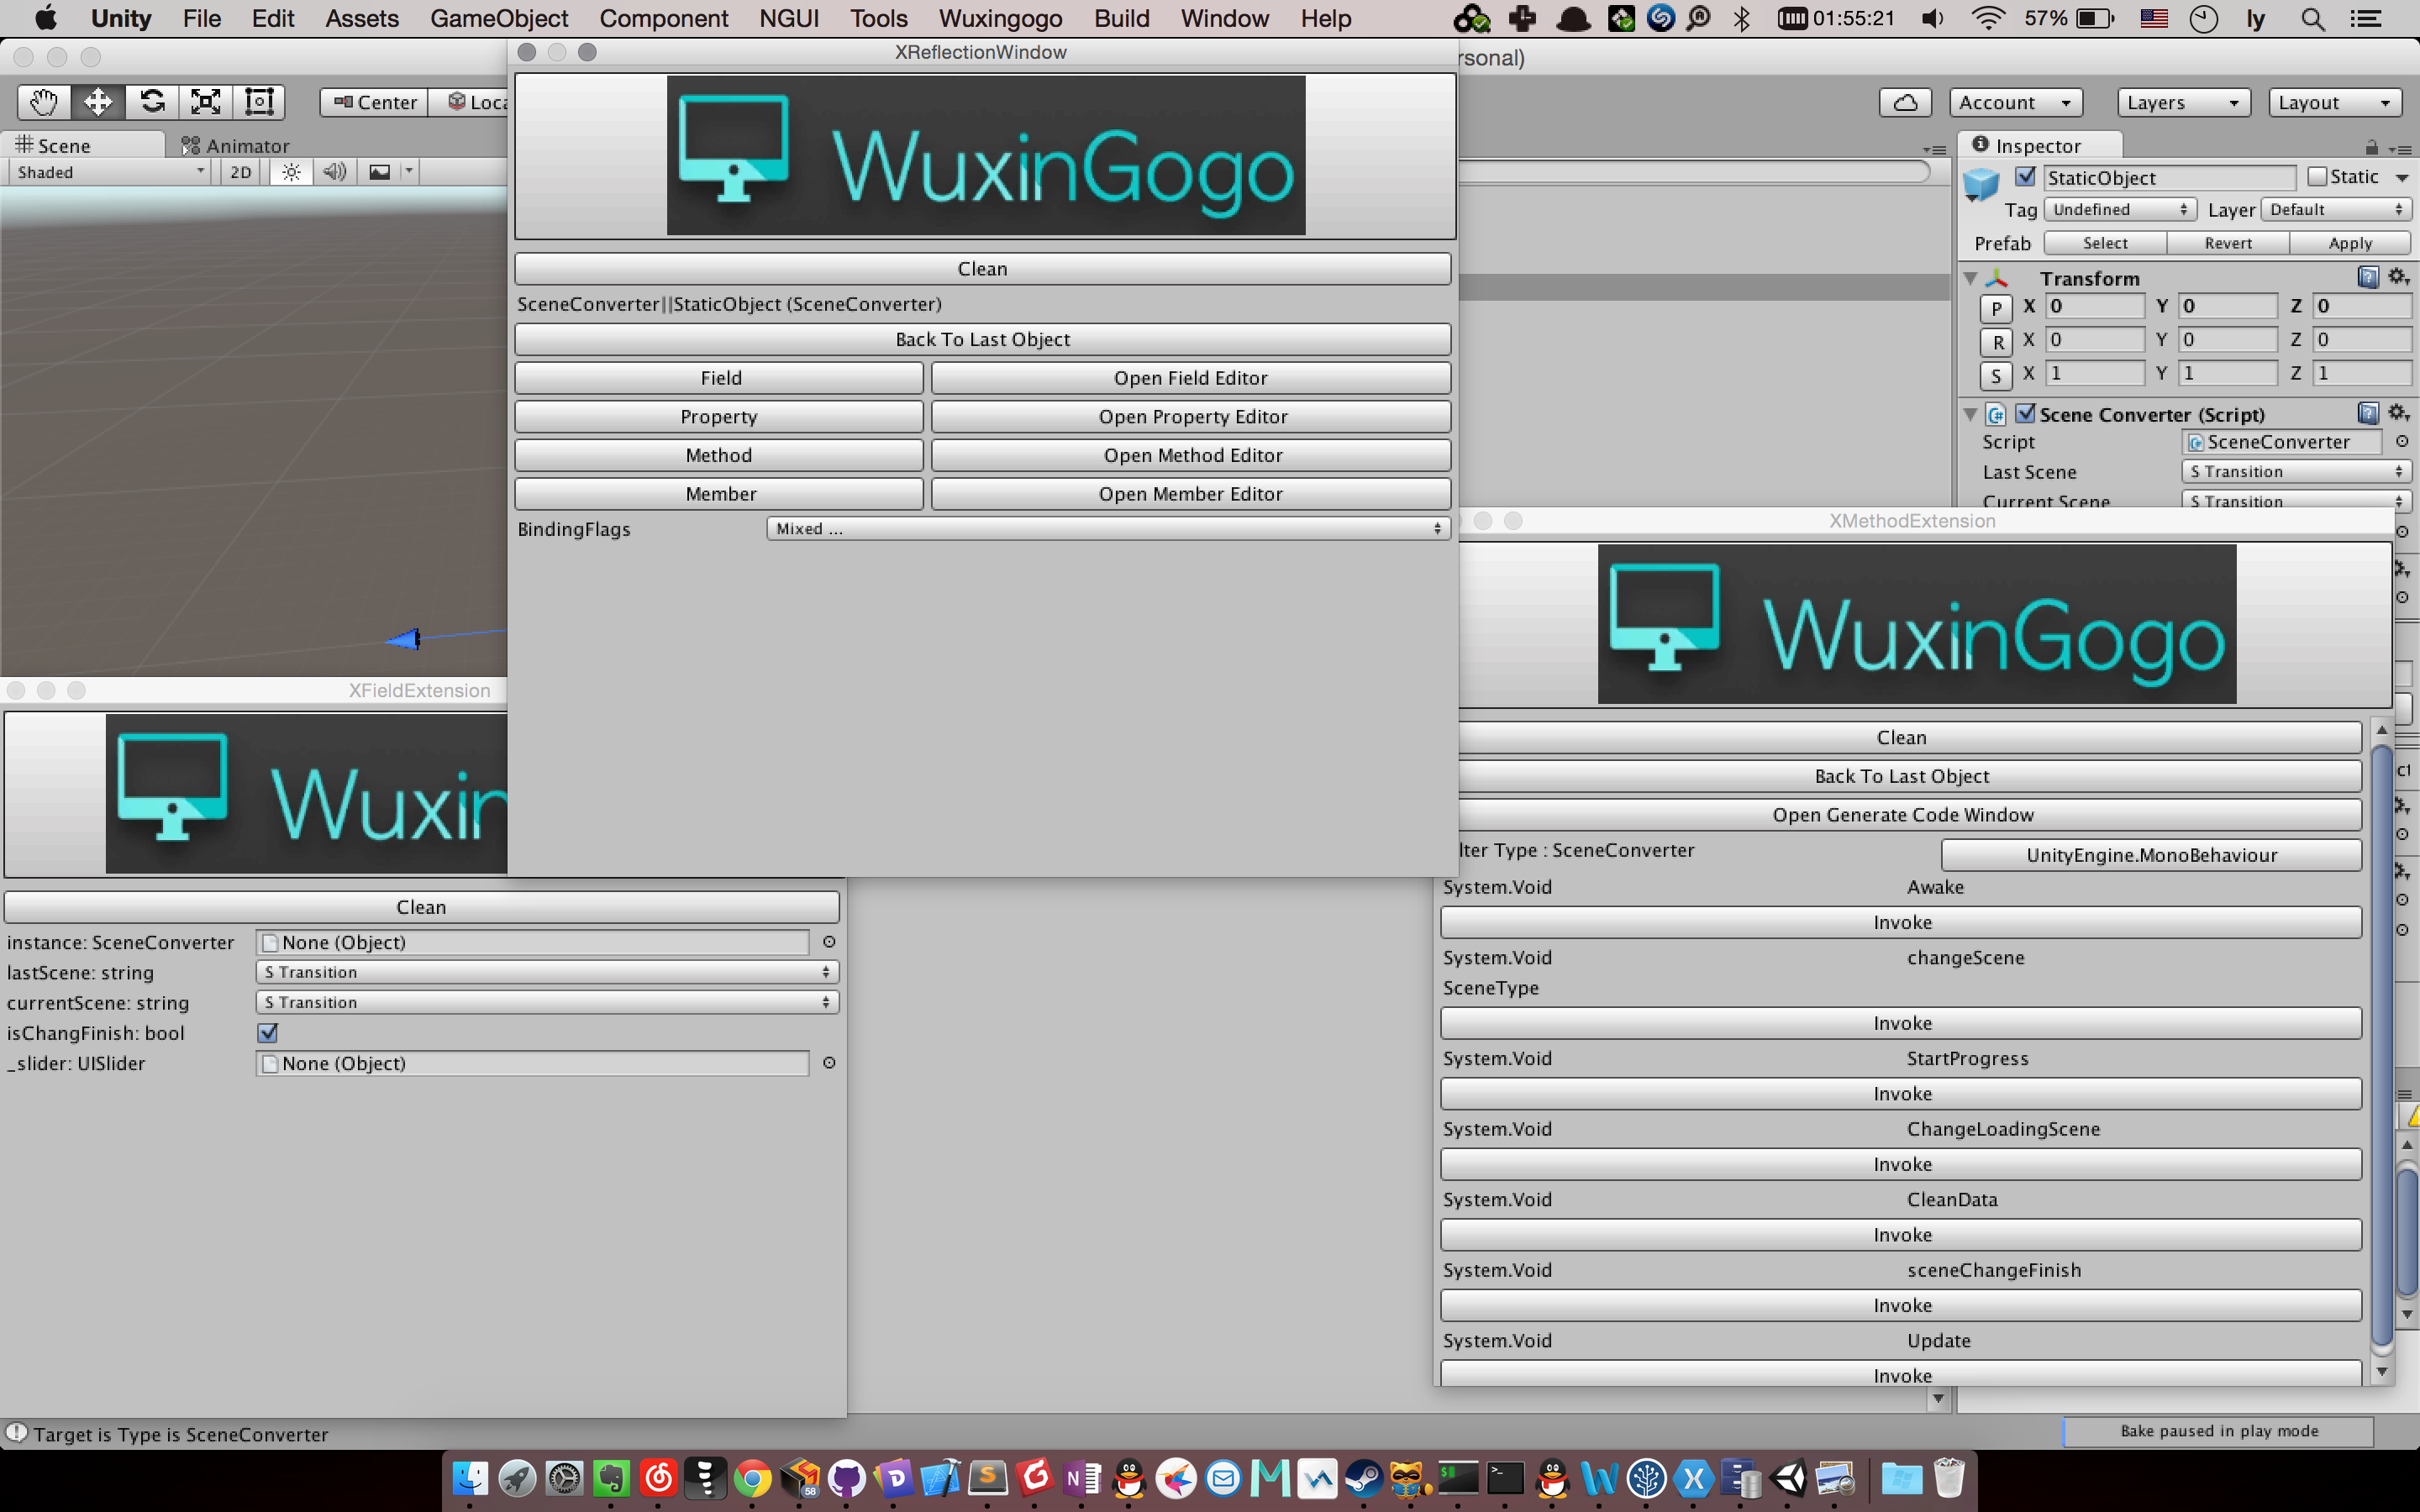 Unity File Edit Assets GameObject Component NGUI Tools Wuxingogo Build Window Help 01:55:21 57% ly
XReflectionWindow
rsonal)
Center Loca
Account Layers Layout
Scene Animator
Shaded 2D
WuxinGogo
Clean
SceneConverter||StaticObject (SceneConverter)
Back To Last Object
Field Open Field Editor
Property Open Property Editor
Method Open Method Editor
Member Open Member Editor
BindingFlags Mixed ...
Inspector
StaticObject Static
Tag Undefined Layer Default
Prefab Select Revert Apply
Transform
P X 0 Y 0 Z 0
R X 0 Y 0 Z 0
S X 1 Y 1 Z 1
Scene Converter (Script)
Script SceneConverter
Last Scene S Transition
Current Scene S Transition
XFieldExtension
Wuxin
Clean
instance: SceneConverter None (Object)
lastScene: string S Transition
currentScene: string S Transition
isChangFinish: bool
_slider: UISlider None (Object)
XMethodExtension
WuxinGogo
Clean
Back To Last Object
Open Generate Code Window
lter Type : SceneConverter UnityEngine.MonoBehaviour
System.Void Awake
Invoke
System.Void changeScene
SceneType
Invoke
System.Void StartProgress
Invoke
System.Void ChangeLoadingScene
Invoke
System.Void CleanData
Invoke
System.Void sceneChangeFinish
Invoke
System.Void Update
Invoke
ct
Target is Type is SceneConverter
Bake paused in play mode
58